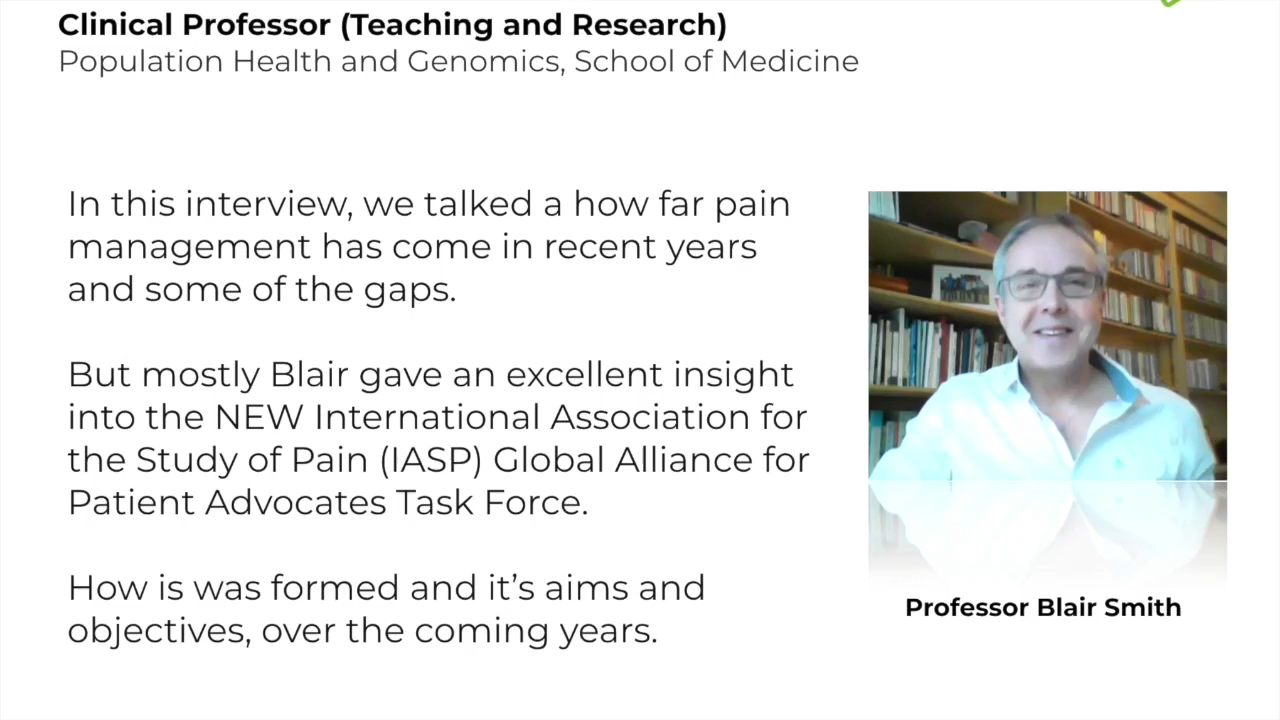 Clinical Professor (Teaching and Research)
Population Health and Genomics, School of Medicine
In this interview, we talked a how far pain
management has come in recent years
and some of the gaps.
But mostly Blair gave an excellent insight
into the NEW International Association for
the Study of Pain (IASP) Global Alliance for
Patient Advocates Task Force.
How is was formed and it’s aims and
objectives, over the coming years.
Professor Blair Smith